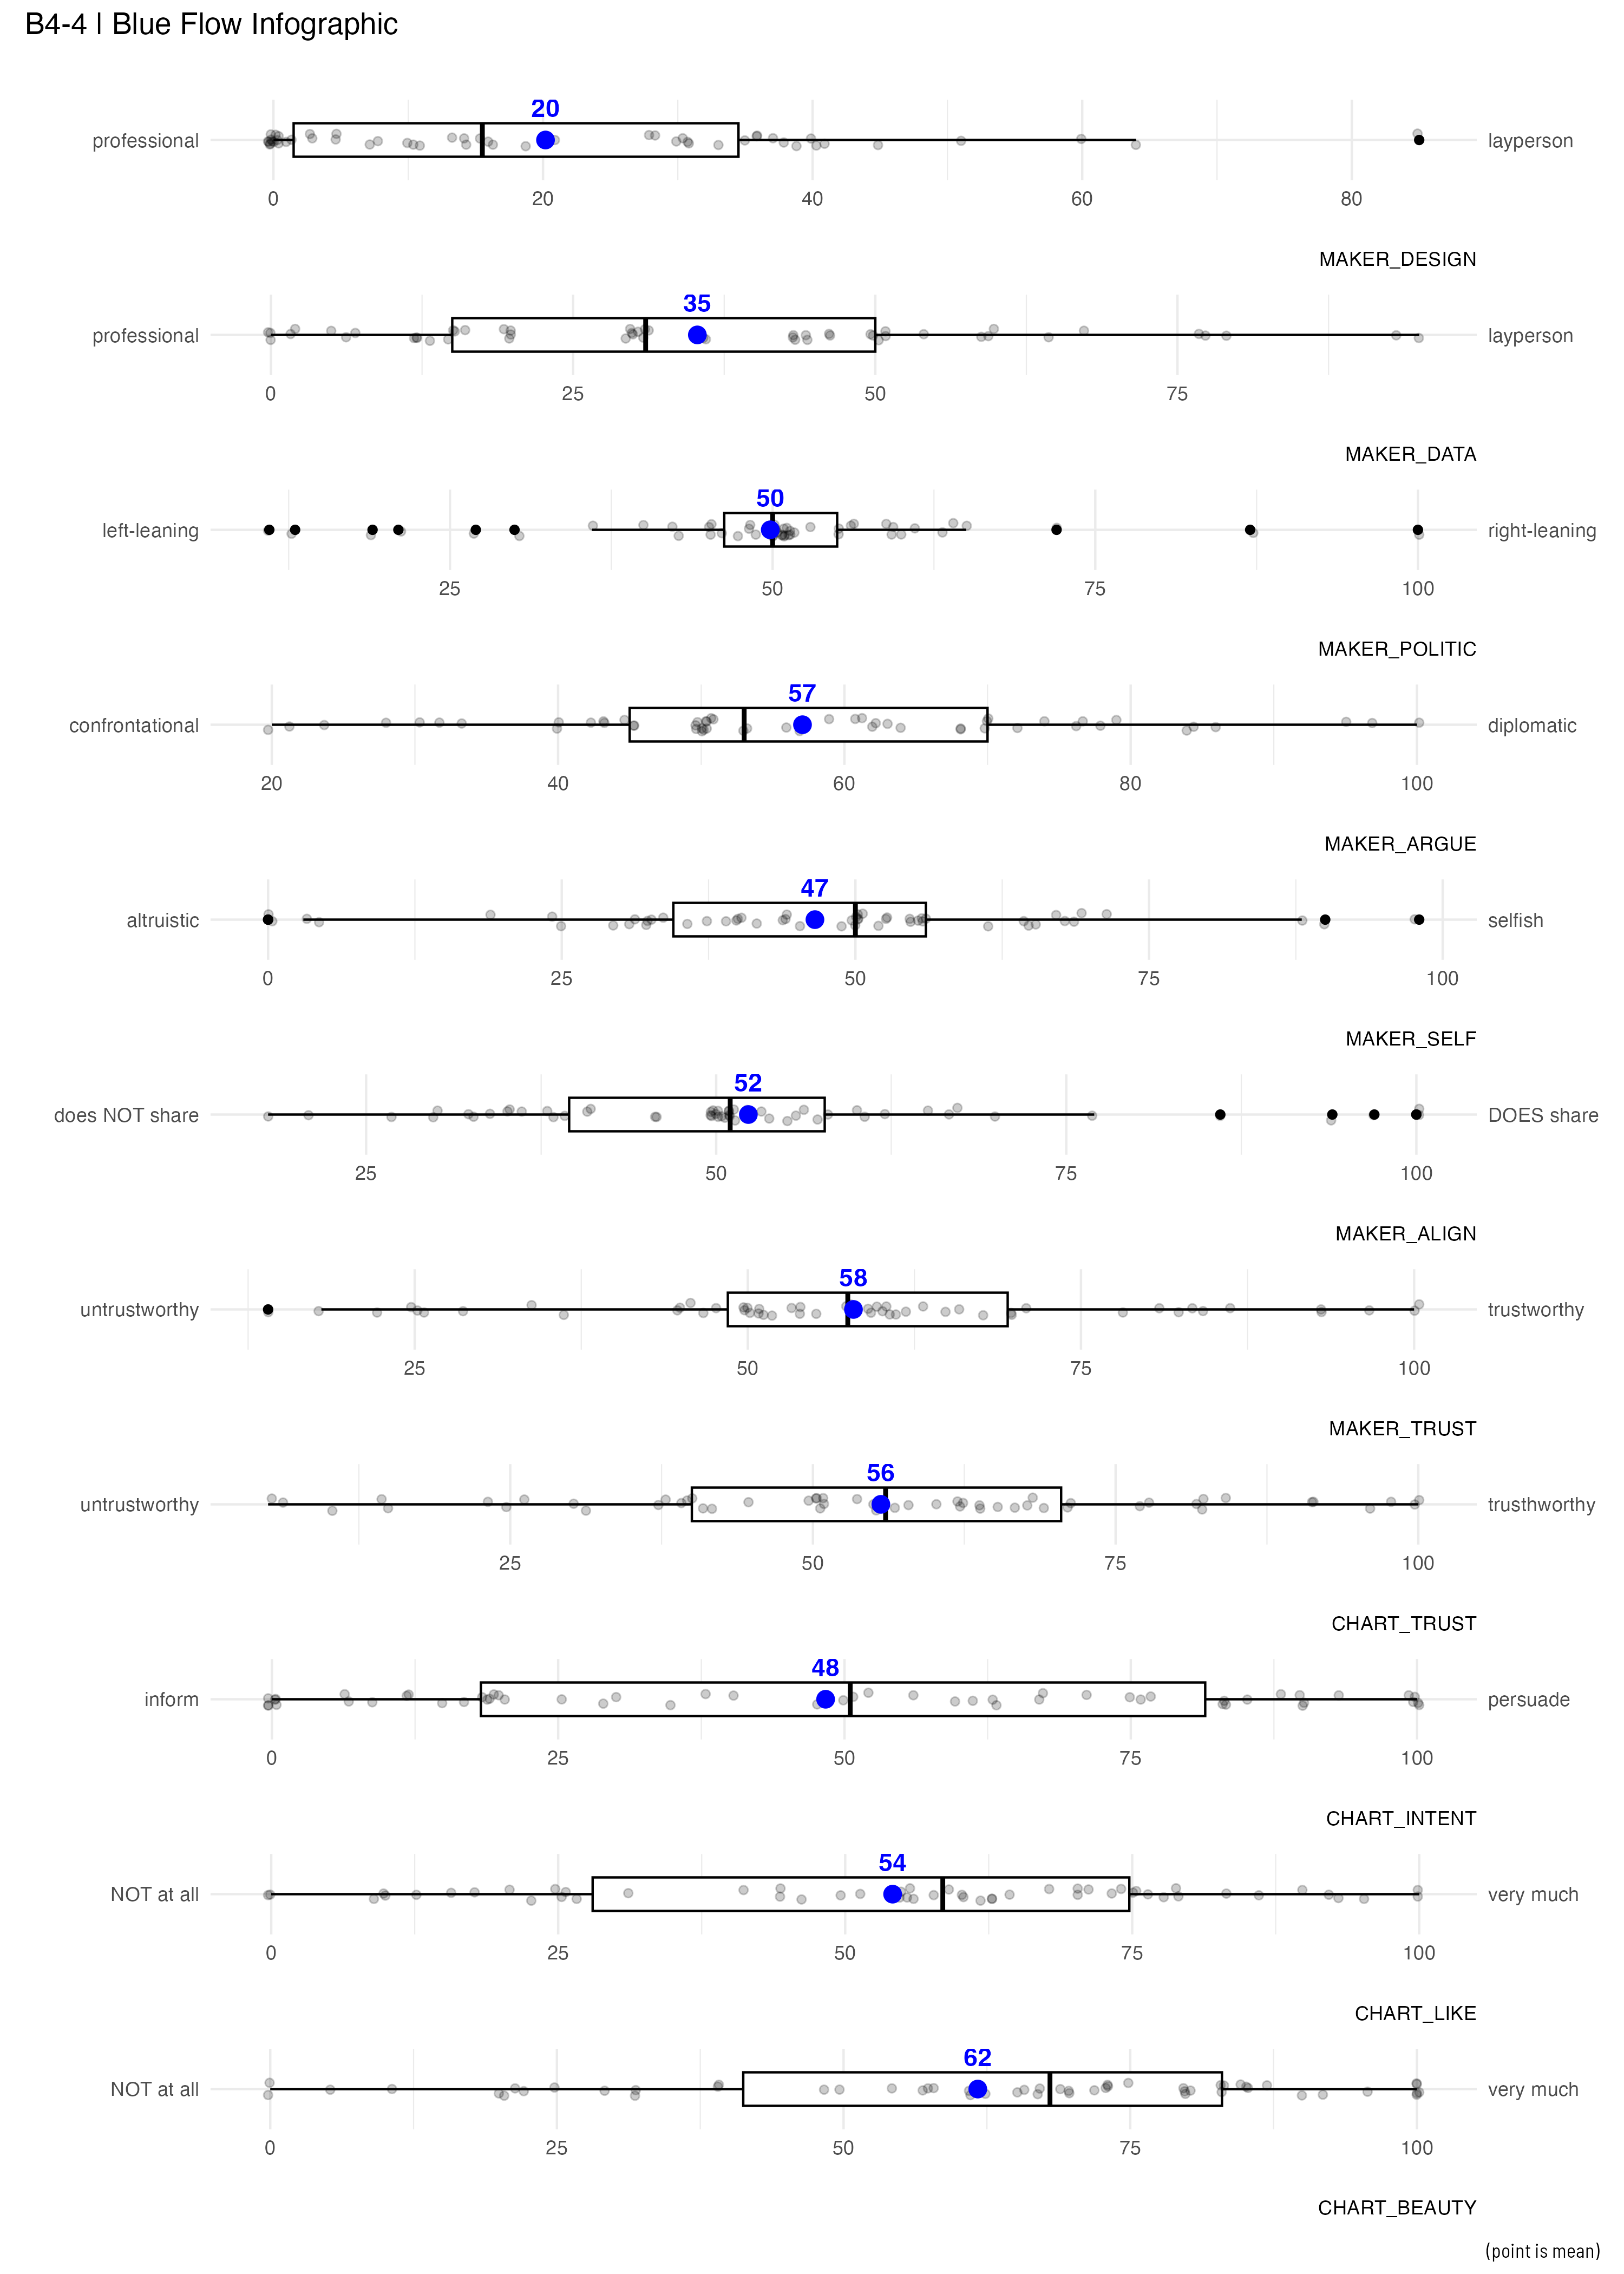 B4-4 | Blue Flow Infographic
20
professional
layperson
0 20 40 60 80
MAKER_DESIGN
35
professional
layperson
0 25 50 75
MAKER_DATA
50
left-leaning
right-leaning
25 50 75 100
MAKER_POLITIC
57
confrontational
diplomatic
20 40 60 80 100
MAKER_ARGUE
47
altruistic
selfish
0 25 50 75 100
MAKER_SELF
52
does NOT share
DOES share
25 50 75 100
MAKER_ALIGN
58
untrustworthy
trustworthy
25 50 75 100
MAKER_TRUST
56
untrustworthy
trusthworthy
25 50 75 100
CHART_TRUST
48
inform
persuade
0 25 50 75 100
CHART_INTENT
54
NOT at all
very much
0 25 50 75 100
CHART_LIKE
62
NOT at all
very much
0 25 50 75 100
CHART_BEAUTY
(point is mean)